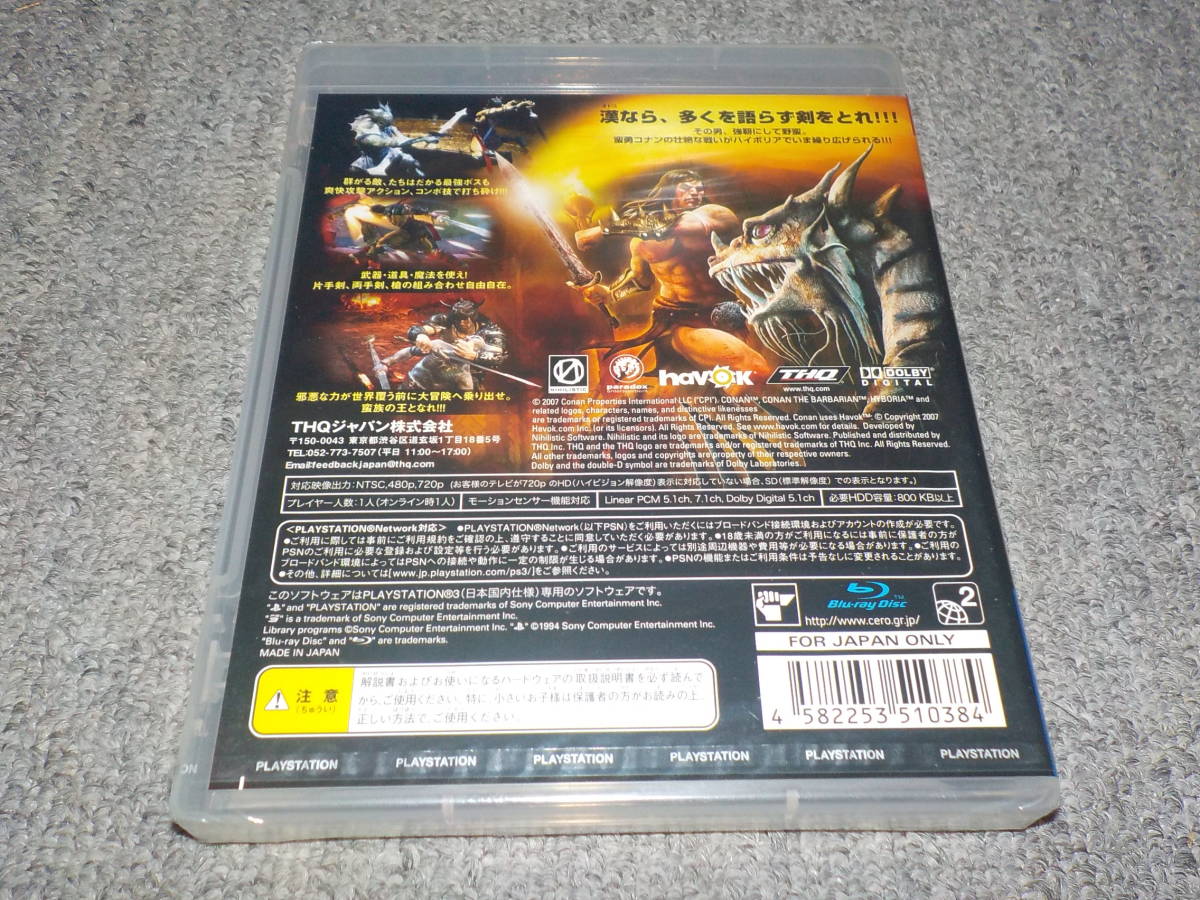 漢なら、多くを語らず剣をとれ!!!
その男、強靭にして野蛮。
蛮勇コナンの壮絶な戦いがハイボリアでいま繰り広げられる!!!
群がる敵、たちはだかる最強ボスも
爽快攻撃アクション、コンボ技で打ち砕け!!!
武器・道具・魔法を使え!
片手剣、両手剣、槍の組み合わせ自由自在。
邪悪な力が世界覆う前に大冒険へ乗り出せ。
蛮族の王となれ!!!
THQジャパン株式会社
〒150-0043 東京都渋谷区道玄坂1丁目18番5号
TEL:052-773-7507(平日 11:00~17:00)
Email:feedbackjapan@thq.com
NIHILISTIC
paradox
havok
THQ
www.thq.com
DOLBY
DIGITAL
© 2007 Conan Properties International LLC ("CPI"). CONAN™, CONAN THE BARBARIAN™, HYBORIA™ and
related logos, characters, names, and distinctive likenesses
are trademarks or registered trademarks of CPI. All Rights Reserved. Conan uses Havok™: © Copyright 2007
Havok.com Inc. (or its licensors). All Rights Reserved. See www.havok.com for details. Developed by
Nihilistic Software. Nihilistic and its logo are trademarks of Nihilistic Software. Published and distributed by
THQ Inc. THQ and the THQ logo are trademarks and/or registered trademarks of THQ Inc. All Rights Reserved.
All other trademarks, logos and copyrights are property of their respective owners.
Dolby and the double-D symbol are trademarks of Dolby Laboratories.
対応映像出力:NTSC,480p,720p (お客様のテレビが720p のHD(ハイビジョン解像度)表示に対応していない場合、SD(標準解像度) での表示となります。)
プレイヤー人数:1人(オンライン時1人) モーションセンサー機能対応 Linear PCM 5.1ch, 7.1ch, Dolby Digital 5.1ch 必要HDD容量:800 KB以上
<PLAYSTATION®Network対応> ●PLAYSTATION®Network(以下PSN)をご利用いただくにはブロードバンド接続環境およびアカウントの作成が必要です。
●ご利用に際しては事前にご利用規約をご確認の上、遵守することに同意していただく必要があります。●18歳未満の方がご利用になるには事前に保護者の方が
PSNのご利用に必要な登録および設定等を行う必要があります。●ご利用のサービスによっては別途周辺機器や費用等が必要になる場合があります。●ご利用の
ブロードバンド環境によってはPSNへの接続や動作に一定の制限が生じる場合があります。●PSNの機能またはご利用条件は予告なしに変更されることがあります。
●その他、詳細については[www.jp.playstation.com/ps3/]をご参照ください。
このソフトウェアはPLAYSTATION®3(日本国内仕様)専用のソフトウェアです。
" " and "PLAYSTATION" are registered trademarks of Sony Computer Entertainment Inc.
" " is a trademark of Sony Computer Entertainment Inc.
Library programs ©Sony Computer Entertainment Inc. " " ©1994 Sony Computer Entertainment Inc.
"Blu-ray Disc" and " " are trademarks.
MADE IN JAPAN
Blu-ray Disc™
2
http://www.cero.gr.jp/
FOR JAPAN ONLY
注意
(ちゅうい)
解説書およびお使いになるハードウェアの取扱説明書を必ず読んで
から、ご使用ください。特に、小さいお子様は保護者の方がお読みの上、
正しい方法で、ご使用ください。
4 582253 510384
PLAYSTATION PLAYSTATION PLAYSTATION PLAYSTATION PLAYSTATION PLAYSTATION